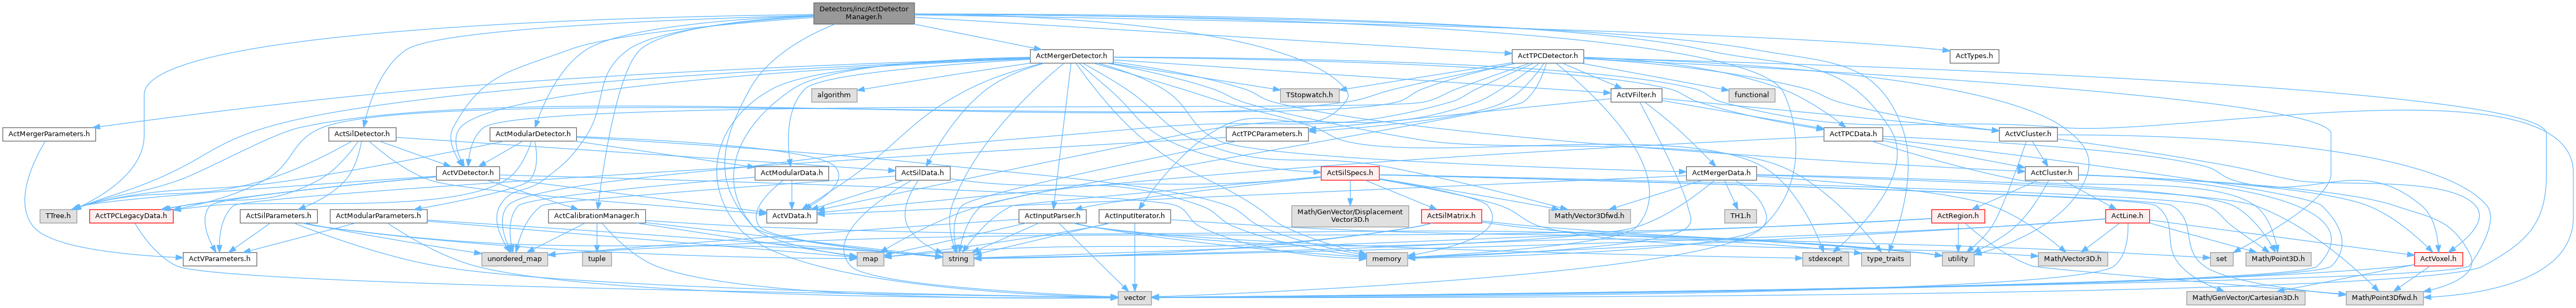 Detectors/inc/ActDetector
Manager.h
ActMergerDetector.h
ActTPCDetector.h
ActTypes.h
algorithm
TStopwatch.h
ActVFilter.h
functional
ActMergerParameters.h
ActSilDetector.h
ActModularDetector.h
ActTPCParameters.h
ActTPCData.h
ActVCluster.h
ActVDetector.h
ActModularData.h
ActSilData.h
ActSilSpecs.h
ActMergerData.h
ActCluster.h
TTree.h
ActTPCLegacyData.h
ActSilParameters.h
ActModularParameters.h
ActCalibrationManager.h
ActVData.h
ActInputParser.h
ActInputIterator.h
Math/GenVector/Displacement
Vector3D.h
ActSilMatrix.h
Math/Vector3Dfwd.h
TH1.h
ActRegion.h
ActLine.h
ActVParameters.h
unordered_map
tuple
map
string
memory
stdexcept
type_traits
utility
Math/Vector3D.h
set
Math/Point3D.h
ActVoxel.h
vector
Math/GenVector/Cartesian3D.h
Math/Point3Dfwd.h